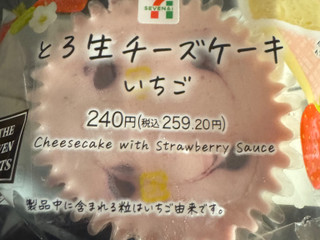 SEVEN&i
とろ生チーズケーキ
いちご
240円(税込259.20円)
Cheesecake with Strawberry Sauce
THE
製品中に含まれる粒はいちご由来です。